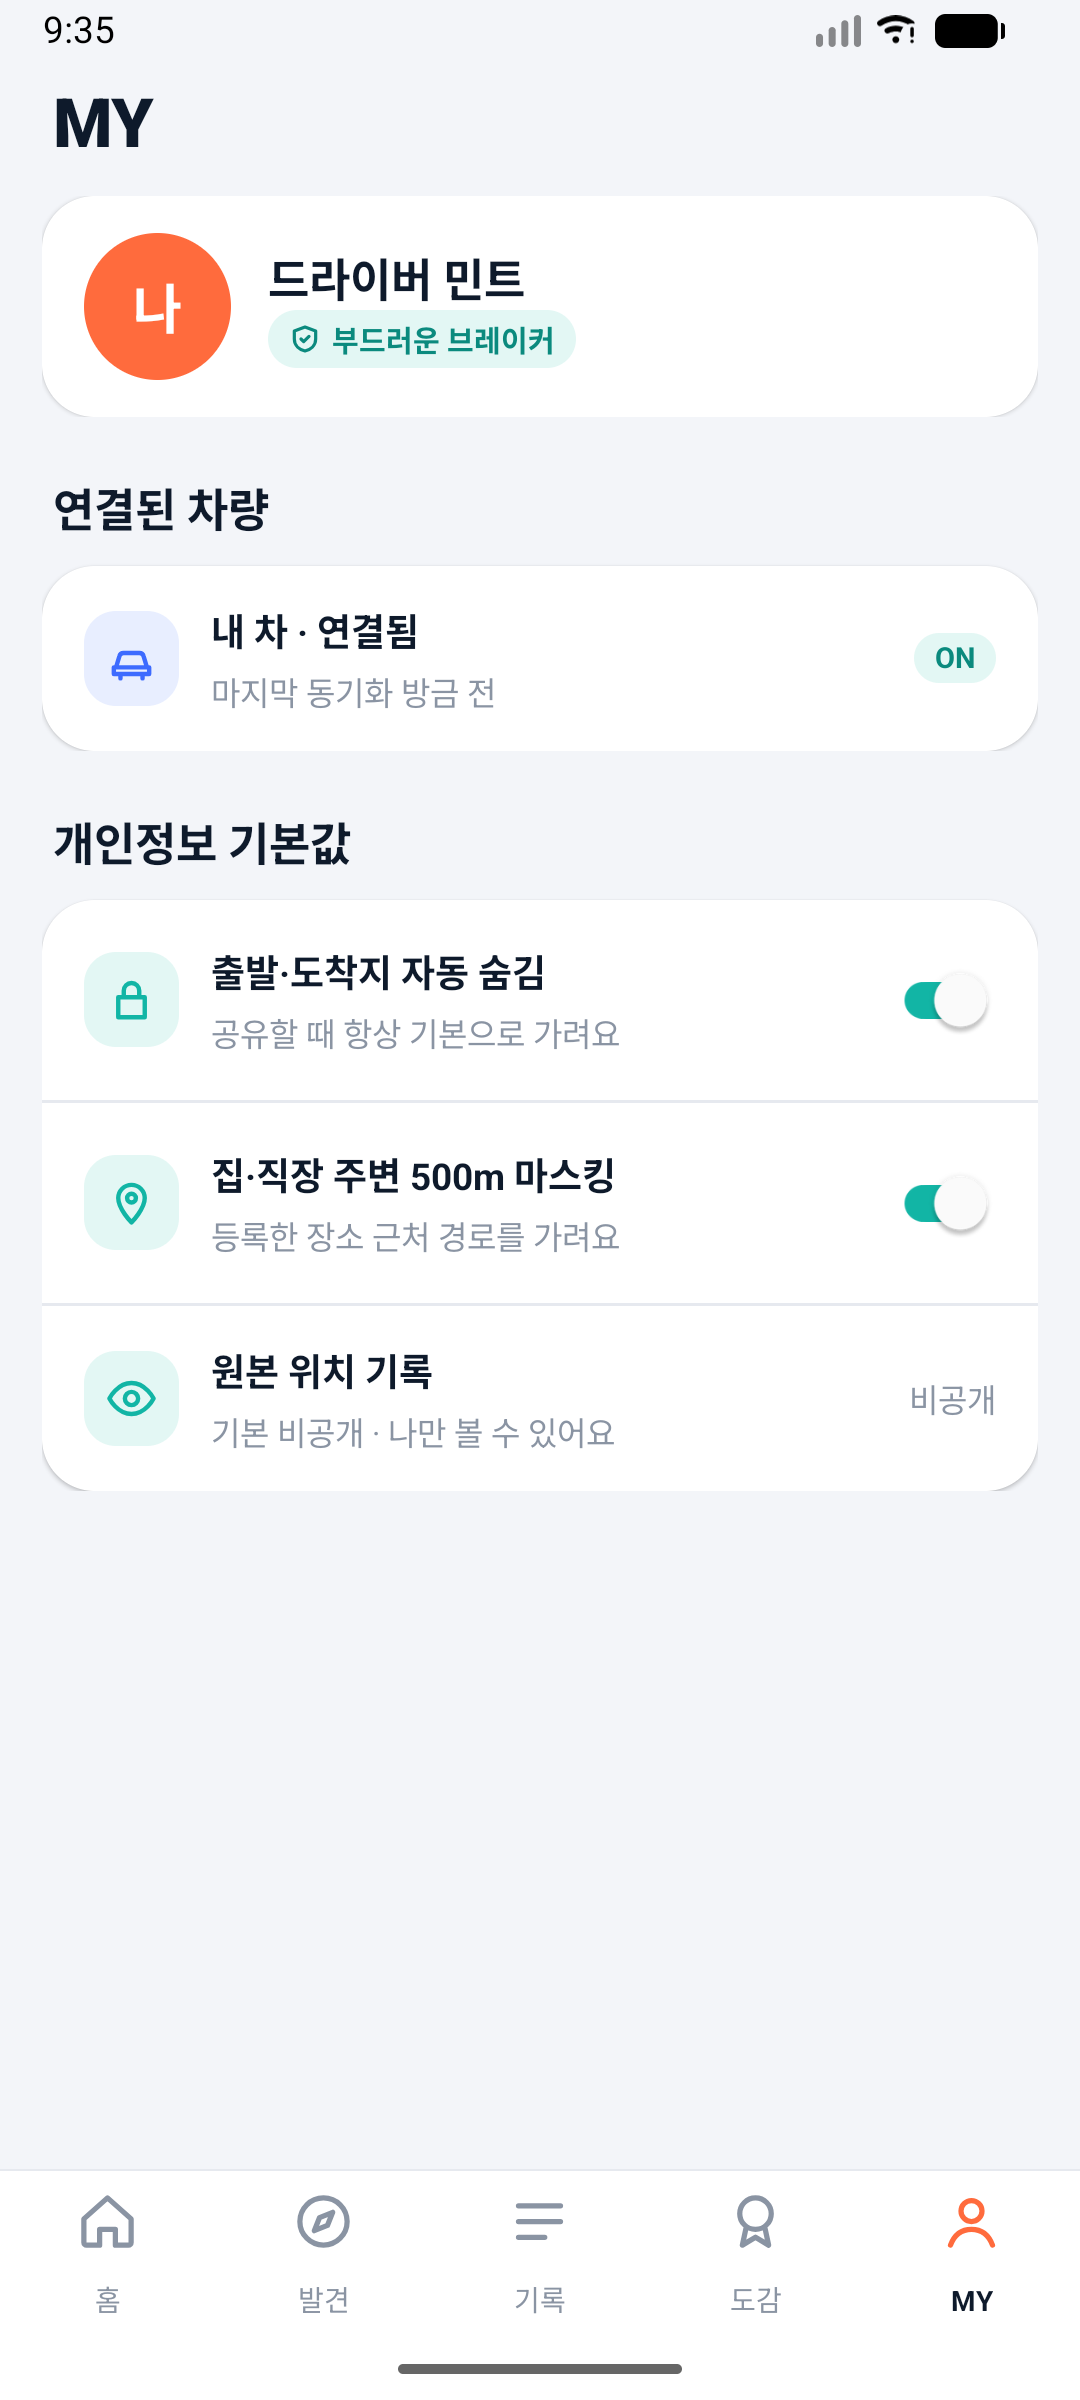 9:35
MY
나
드라이버 민트
부드러운 브레이커
연결된 차량
내 차 · 연결됨
마지막 동기화 방금 전
ON
개인정보 기본값
출발·도착지 자동 숨김
공유할 때 항상 기본으로 가려요
집·직장 주변 500m 마스킹
등록한 장소 근처 경로를 가려요
원본 위치 기록
기본 비공개 · 나만 볼 수 있어요
비공개
홈
발견
기록
도감
MY